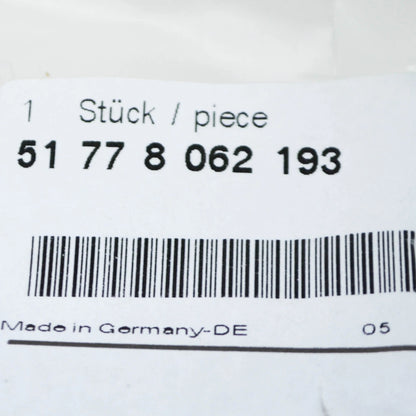 1 Stück / piece
51 77 8 062 193
Made in Germany-DE 05